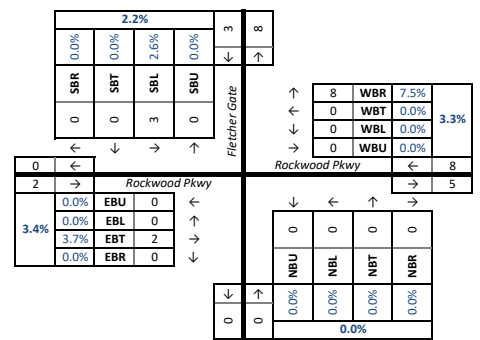 2.2%
3
8
0.0%
0.0%
2.6%
0.0%
↓
↑
SBR
SBT
SBL
SBU
Fletcher Gate
0
0
3
0
←
↓
→
↑
↑ 8 WBR 7.5%
← 0 WBT 0.0%
↓ 0 WBL 0.0%
→ 0 WBU 0.0%
3.3%
0 ←
Rockwood Pkwy
← 8
2 →
Rockwood Pkwy
→ 5
3.4%
0.0% EBU 0 ←
0.0% EBL 0 ↑
3.7% EBT 2 →
0.0% EBR 0 ↓
↓
←
↑
→
0
0
0
0
NBU
NBL
NBT
NBR
↓
↑
0.0%
0.0%
0.0%
0.0%
0
0
0.0%